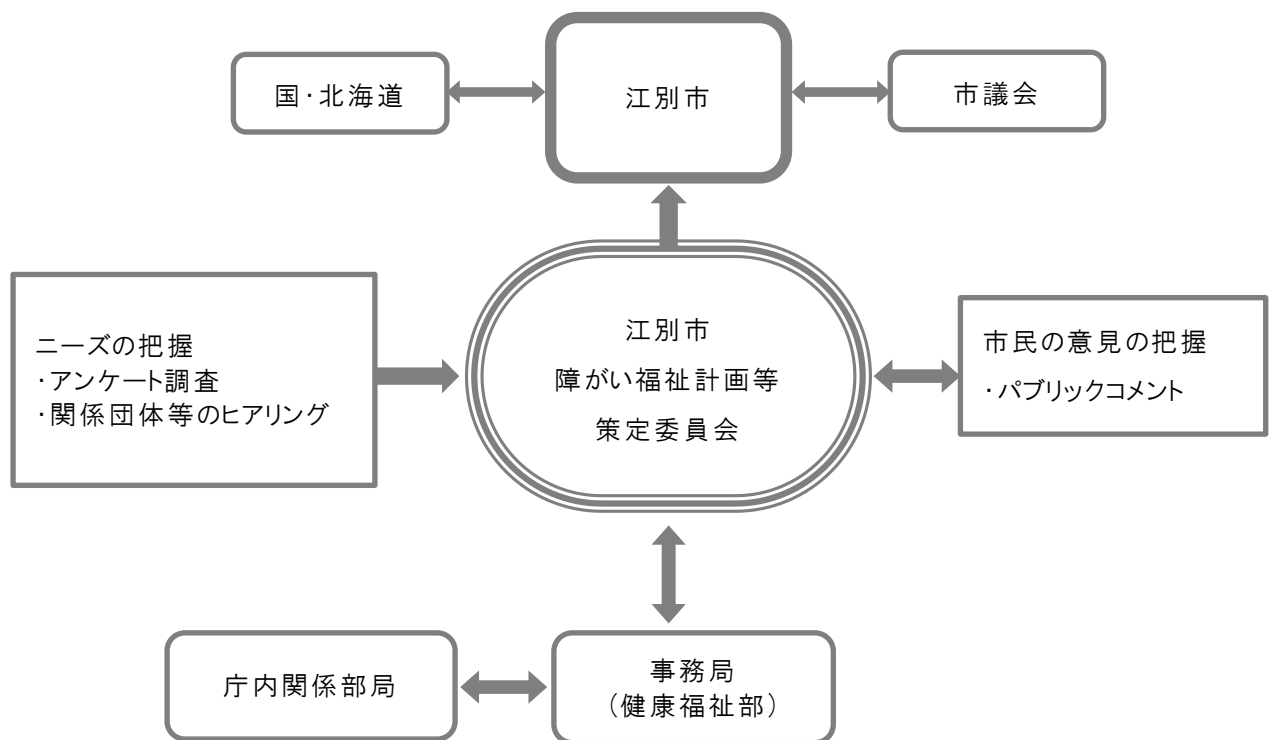 国・北海道
江別市
市議会
ニーズの把握
・アンケート調査
・関係団体等のヒアリング
江別市
障がい福祉計画等
策定委員会
市民の意見の把握
・パブリックコメント
庁内関係部局
事務局
（健康福祉部）